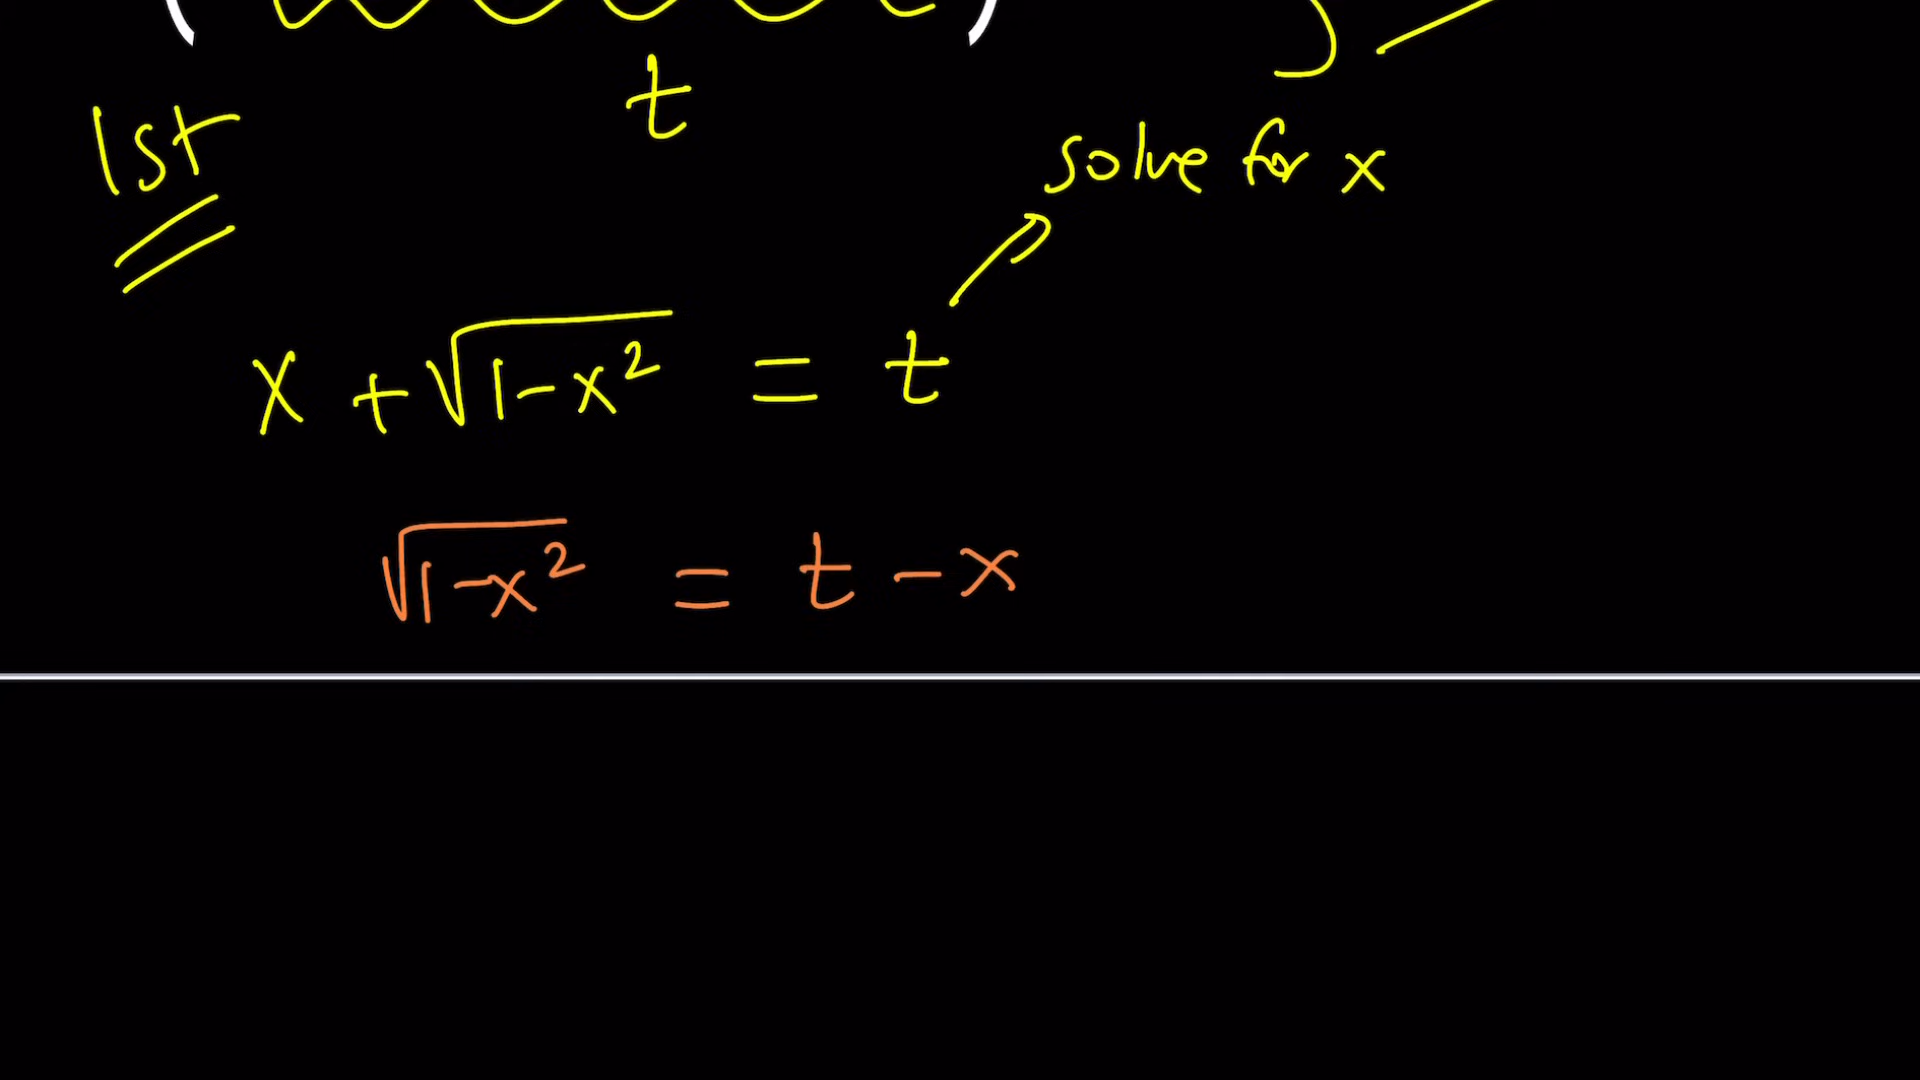 t
1st
solve for x
x + √1-x² = t
√1-x² = t - x